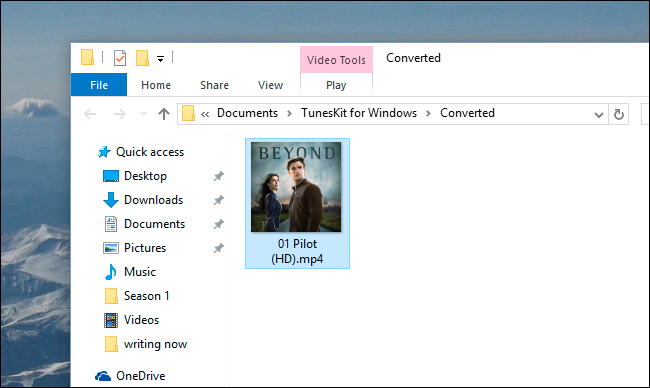 Video Tools
Converted
File
Home
Share
View
Play
« Documents > TunesKit for Windows > Converted
Quick access
Desktop
Downloads
Documents
Pictures
Music
Season 1
Videos
writing now
OneDrive
BEYOND
01 Pilot
(HD).mp4